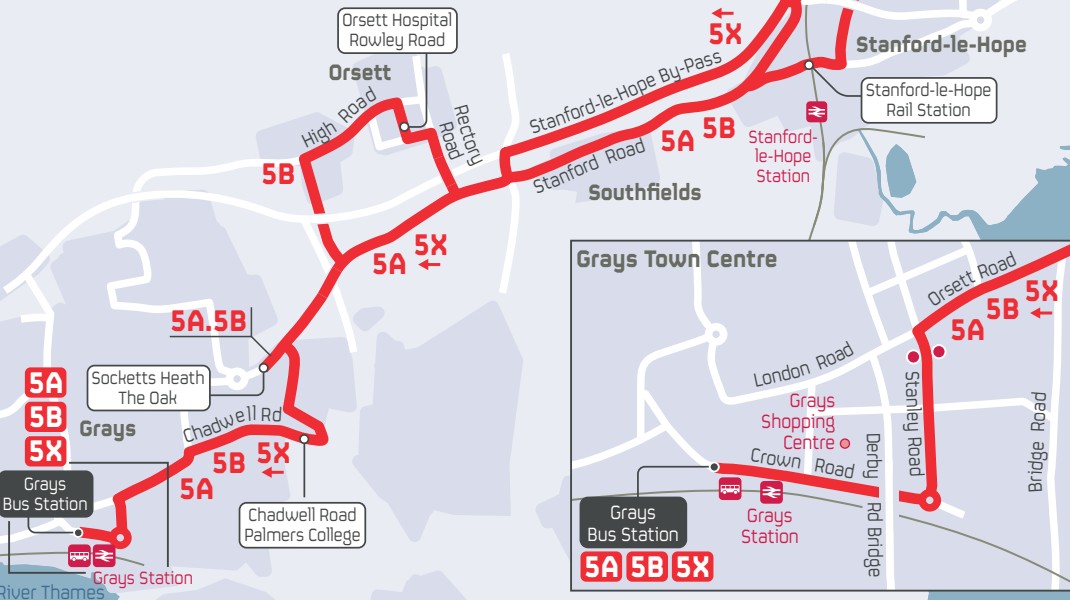 Orsett Hospital
Rowley Road
Orsett
High Road
Rectory
Road
5B
5X
Stanford-le-Hope By-Pass
Stanford Road
5A
5B
Southfields
Stanford-le-Hope
Stanford-le-Hope
Rail Station
Stanford-
le-Hope
Station
5A
5X
5A.5B
Socketts Heath
The Oak
5A
5B
5X
Grays
Chadwell Rd
5A
5B
5X
Grays
Bus Station
Chadwell Road
Palmers College
Grays Station
River Thames
Grays Town Centre
Orsett Road
5A
5B
5X
London Road
Stanley Road
Bridge Road
Grays
Shopping
Centre
Crown Road
Derby Rd Bridge
Grays
Station
Grays
Bus Station
5A 5B 5X